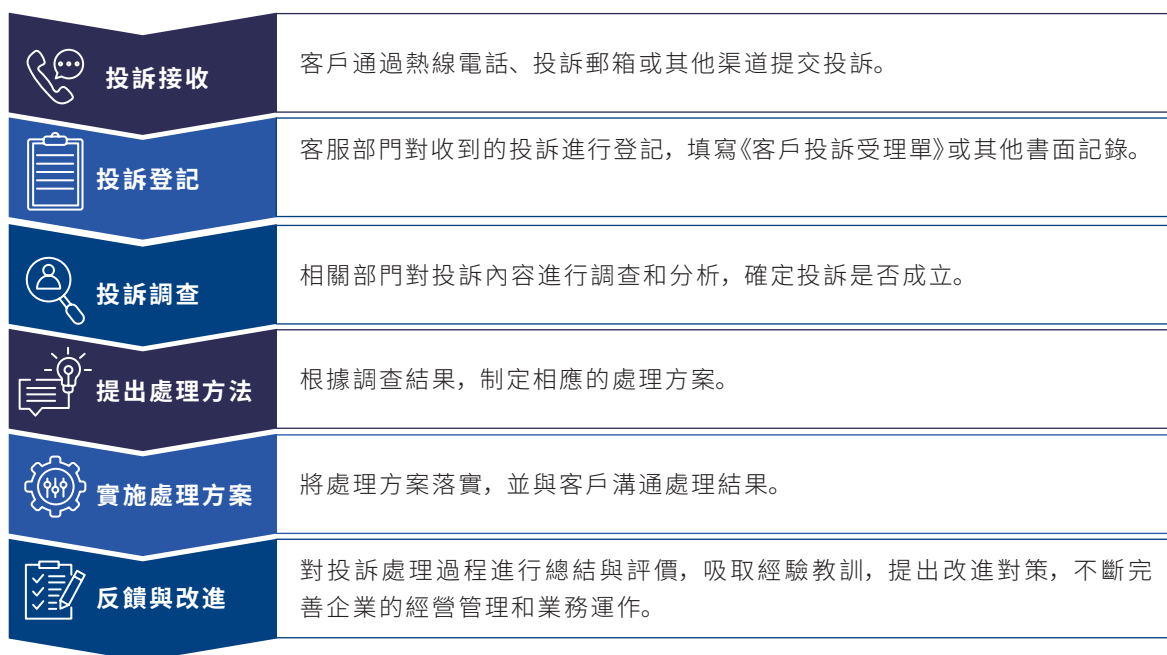 投訴接收
客戶通過熱線電話、投訴郵箱或其他渠道提交投訴。
投訴登記
客服部門對收到的投訴進行登記，填寫《客戶投訴受理單》或其他書面記錄。
投訴調查
相關部門對投訴內容進行調查和分析，確定投訴是否成立。
提出處理方法
根據調查結果，制定相應的處理方案。
實施處理方案
將處理方案落實，並與客戶溝通處理結果。
反饋與改進
對投訴處理過程進行總結與評價，吸取經驗教訓，提出改進對策，不斷完
善企業的經營管理和業務運作。